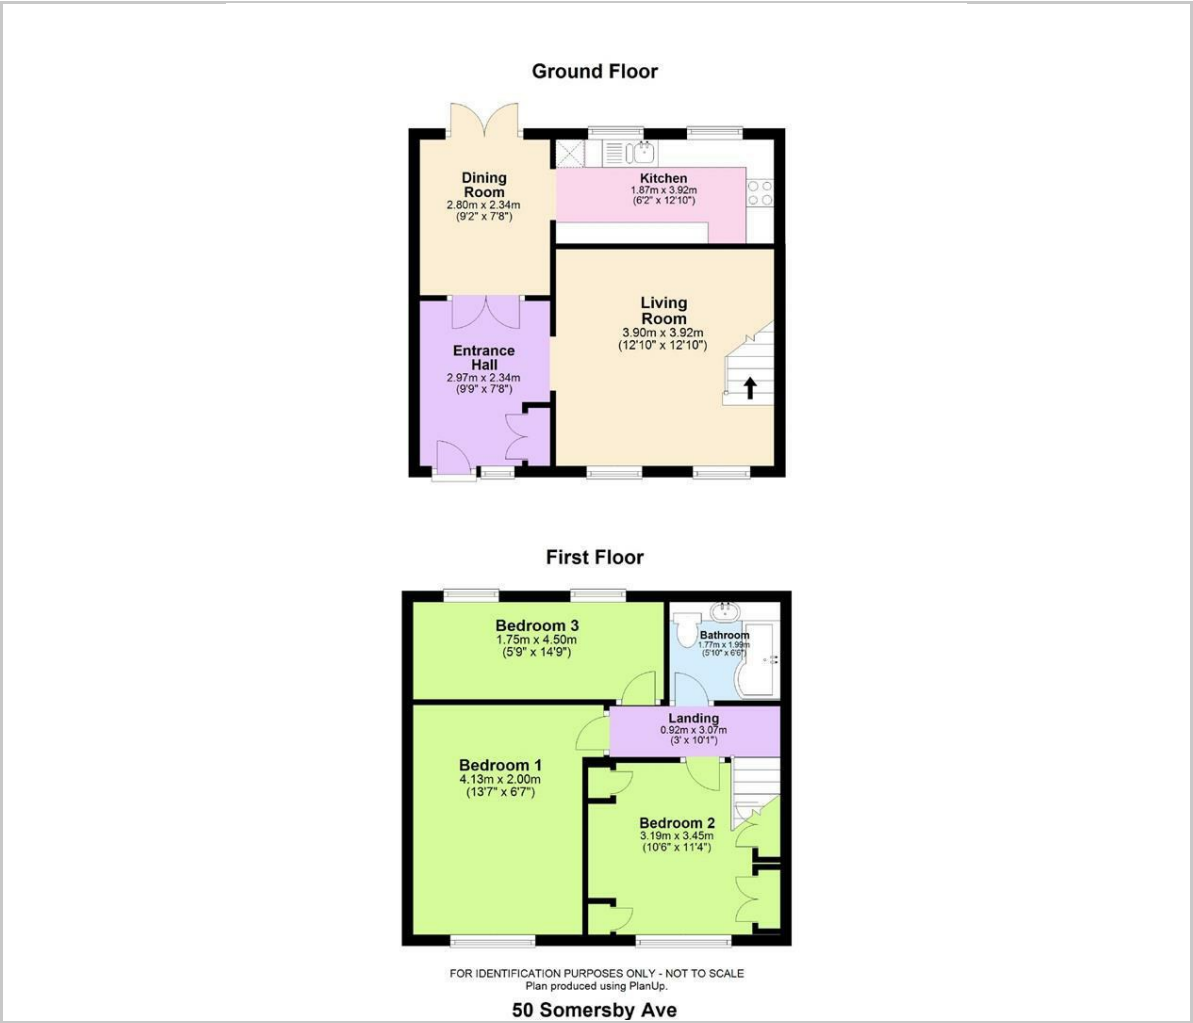 Ground Floor
Dining
Room
2.80m x 2.34m
(9'2" x 7'8")
Kitchen
1.87m x 3.92m
(6'2" x 12'10")
Living
Room
3.90m x 3.92m
(12'10" x 12'10")
Entrance
Hall
2.97m x 2.34m
(9'9" x 7'8")
First Floor
Bedroom 3
1.75m x 4.50m
(5'9" x 14'9")
Bathroom
1.77m x 1.99m
(5'10" x 6'6")
Landing
0.92m x 3.07m
(3' x 10'1")
Bedroom 1
4.13m x 2.00m
(13'7" x 6'7")
Bedroom 2
3.19m x 3.45m
(10'6" x 11'4")
FOR IDENTIFICATION PURPOSES ONLY - NOT TO SCALE
Plan produced using PlanUp.
50 Somersby Ave